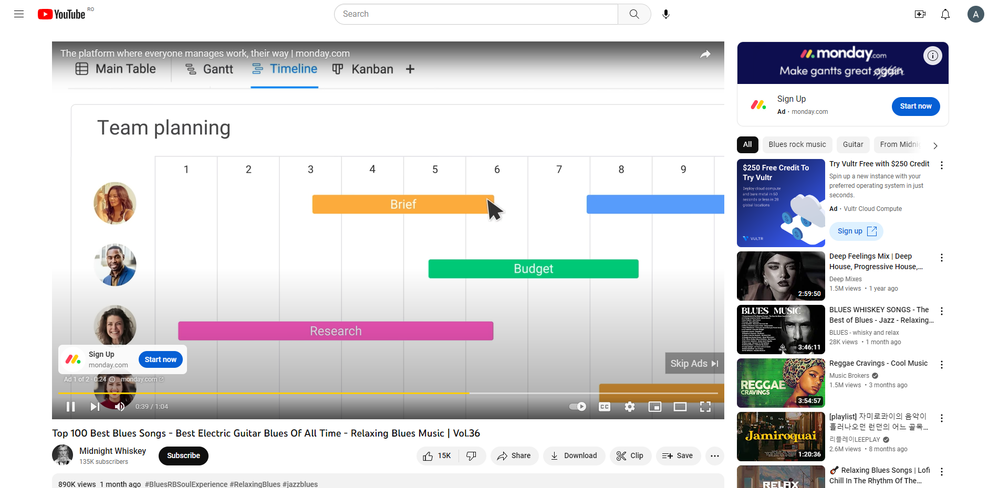 YouTube RO
Search
A
The platform where everyone manages work, their way | monday.com
Main Table
Gantt
Timeline
Kanban
+
Team planning
1 2 3 4 5 6 7 8 9
Brief
Budget
Research
Sign Up
monday.com
Start now
Skip Ads
Ad 1 of 2 · 0:24
monday.com
0:39 / 1:04
CC
Top 100 Best Blues Songs - Best Electric Guitar Blues Of All Time - Relaxing Blues Music | Vol.36
Midnight Whiskey
135K subscribers
Subscribe
15K
Share
Download
Clip
Save
890K views 1 month ago #BluesRBSoulExperience #RelaxingBlues #jazzblues
monday.com
Make gantts great again
Sign Up
Ad · monday.com
Start now
All
Blues rock music
Guitar
From Midni
$250 Free Credit To
Try Vultr
Deploy cloud compute
and bare metal in 60
seconds or less in 28
global locations
VULTR
Try Vultr Free with $250 Credit
Spin up a new instance with your
preferred operating system in just
seconds.
Ad · Vultr Cloud Compute
Sign up
2:59:50
Deep Feelings Mix | Deep
House, Progressive House,...
Deep Mixes
1.5M views • 1 year ago
BLUES MUSIC
BLUES
3:46:11
BLUES WHISKEY SONGS - The
Best of Blues - Jazz - Relaxing...
BLUES - whisky and relax
28K views • 1 month ago
REGGAE
CRAVINGS
3:54:57
Reggae Cravings - Cool Music
Music Brokers
1.5M views • 3 months ago
Jamiroquai
1:20:36
[playlist] 자미로콰이의 음악이
흘러나오던 런던의 어느 골목...
리플레이LEEPLAY
2.6M views • 8 months ago
RELAX
Relaxing Blues Songs | Lofi
Chill In The Rhythm Of The...